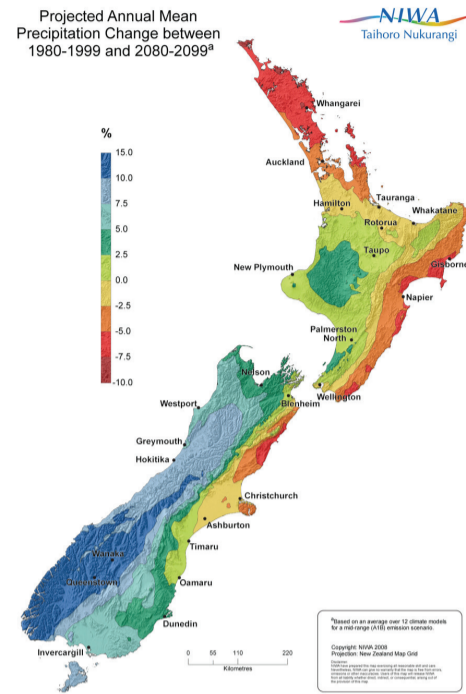 Projected Annual Mean
Precipitation Change between
1980-1999 and 2080-2099a
NIWA
Taihoro Nukurangi
%
15.0
10.0
7.5
5.0
2.5
0.0
-2.5
-5.0
-7.5
-10.0
Whangarei
Auckland
Tauranga
Hamilton
Whakatane
Rotorua
Taupo
Gisborne
New Plymouth
Napier
Palmerston
North
Nelson
Wellington
Blenheim
Westport
Greymouth
Hokitika
Christchurch
Ashburton
Timaru
Wanaka
Queenstown
Oamaru
Dunedin
Invercargill
0 55 110 220
Kilometres
aBased on an average over 12 climate models
for a mid-range (A1B) emission scenario.
Copyright: NIWA 2008
Projection: New Zealand Map Grid
Disclaimer